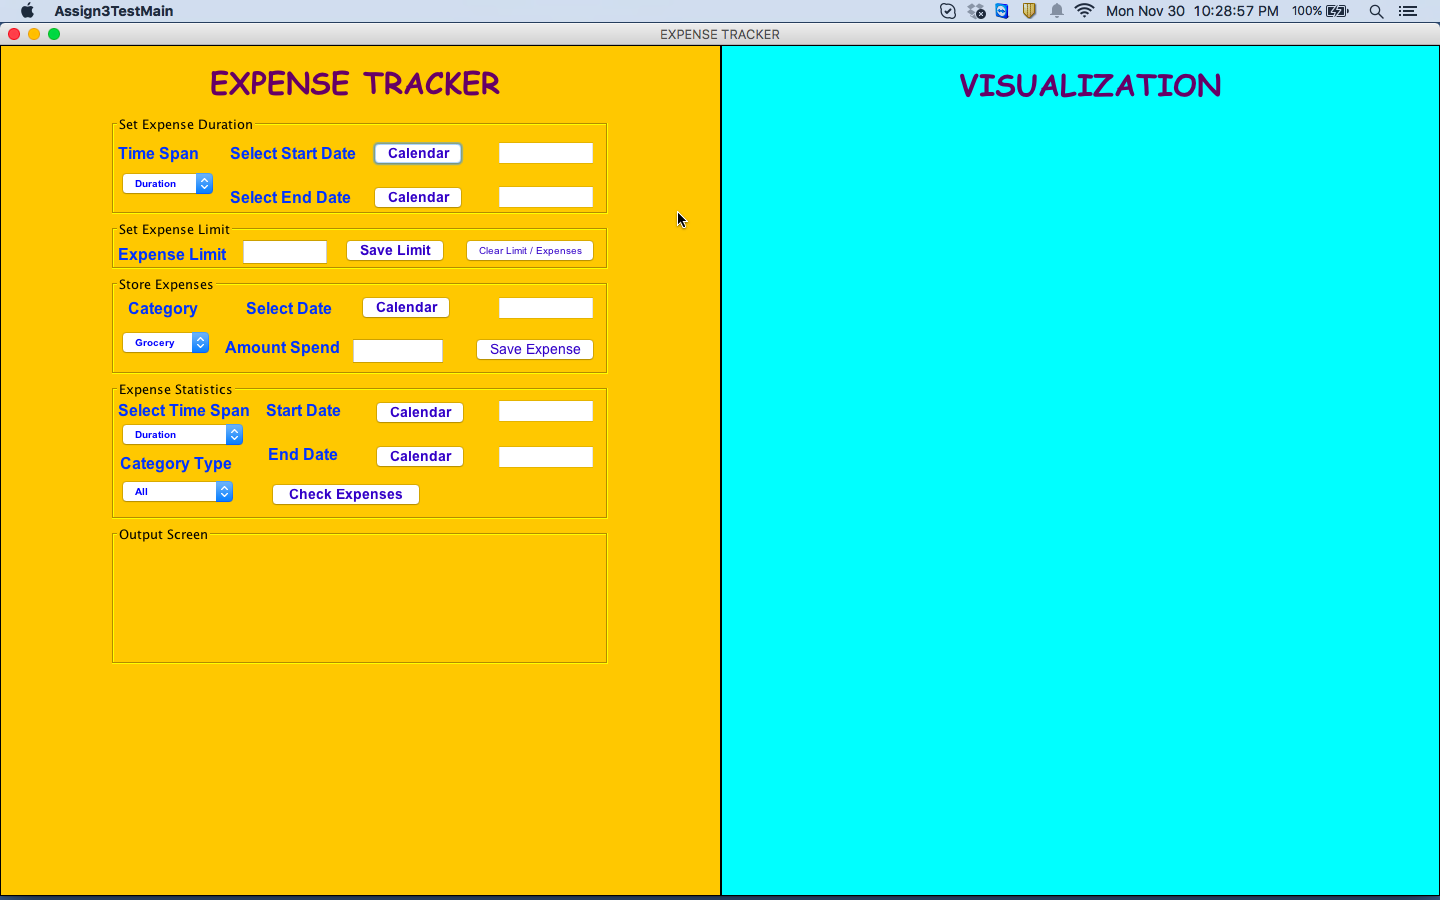 Assign3TestMain
Mon Nov 30 10:28:57 PM 100%
EXPENSE TRACKER
EXPENSE TRACKER
Set Expense Duration
Time Span Select Start Date Calendar
Duration
Select End Date Calendar
Set Expense Limit
Expense Limit Save Limit Clear Limit / Expenses
Store Expenses
Category Select Date Calendar
Grocery Amount Spend Save Expense
Expense Statistics
Select Time Span Start Date Calendar
Duration
Category Type End Date Calendar
All Check Expenses
Output Screen
VISUALIZATION